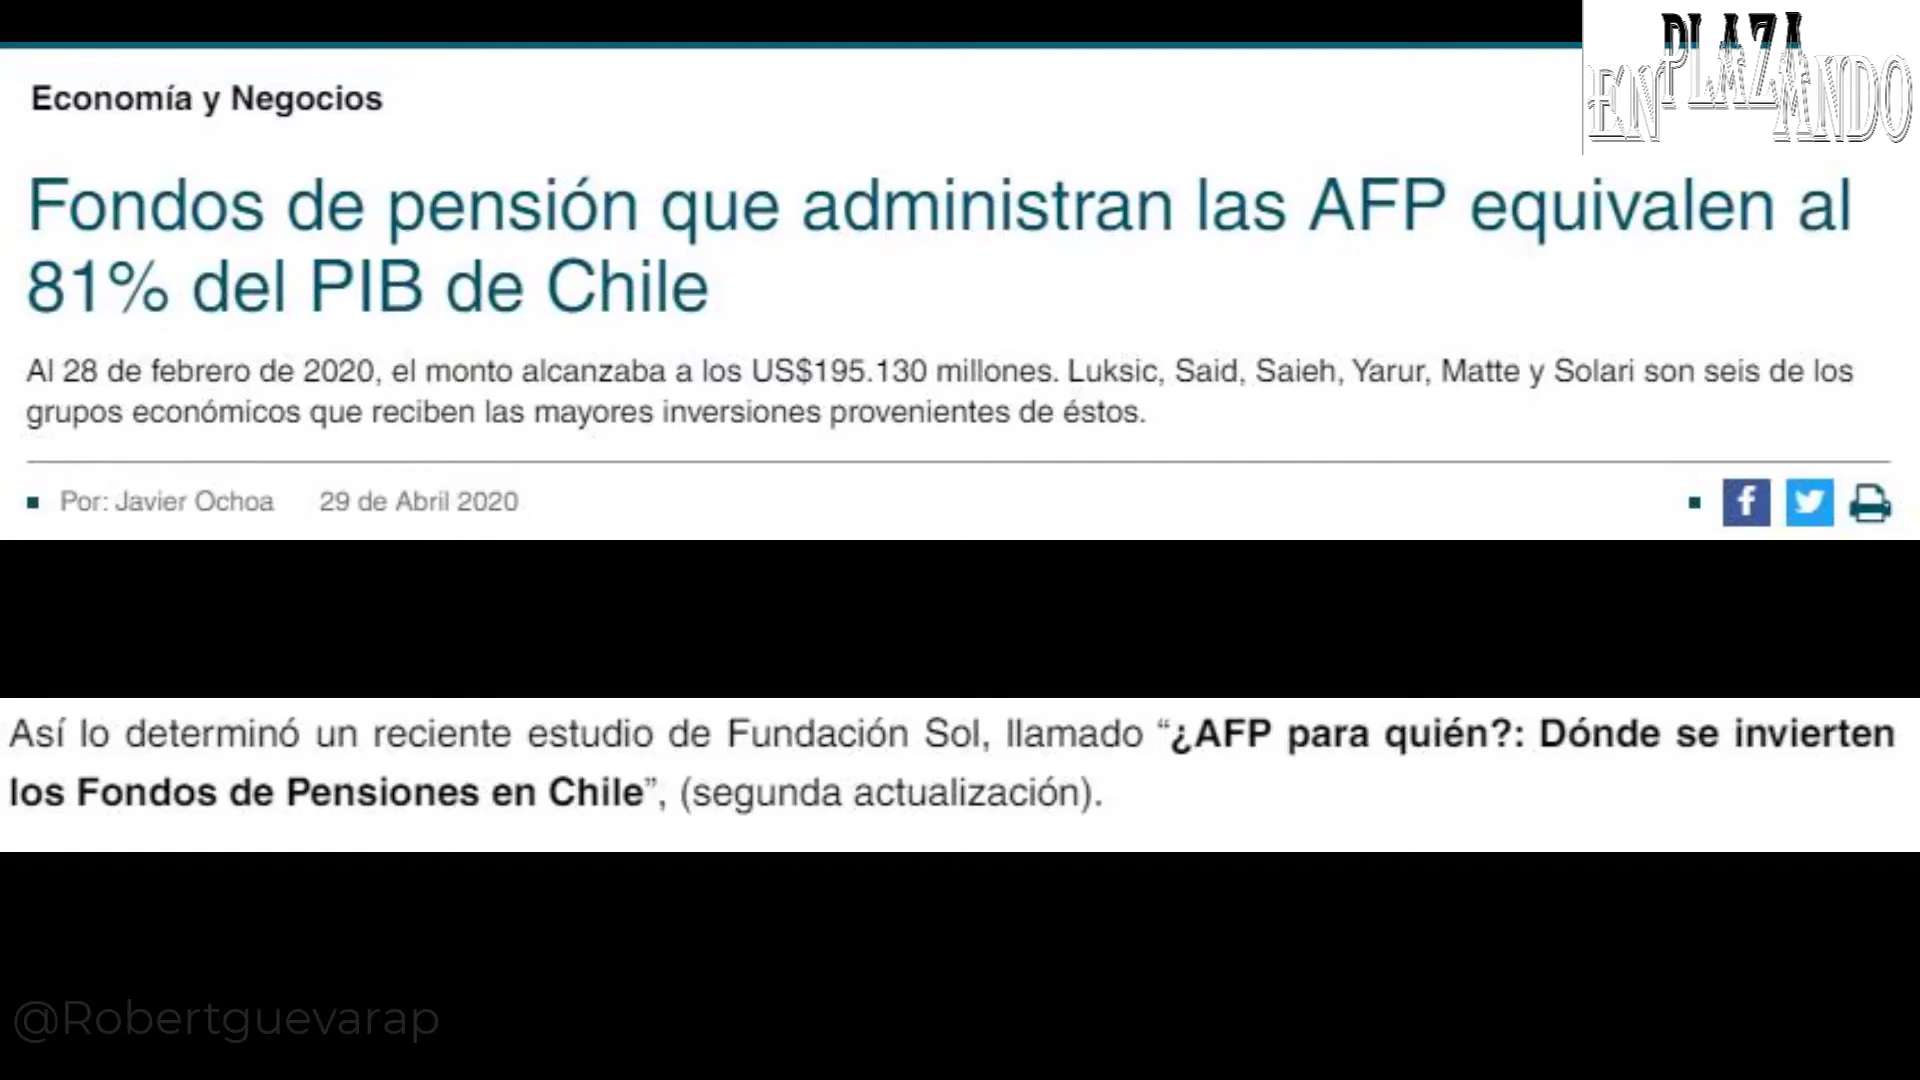 PLAZA
EN ANDO
Economía y Negocios
Fondos de pensión que administran las AFP equivalen al
81% del PIB de Chile
Al 28 de febrero de 2020, el monto alcanzaba a los US$195.130 millones. Luksic, Said, Saieh, Yarur, Matte y Solari son seis de los
grupos económicos que reciben las mayores inversiones provenientes de éstos.
Por: Javier Ochoa 29 de Abril 2020
Así lo determinó un reciente estudio de Fundación Sol, llamado “¿AFP para quién?: Dónde se invierten
los Fondos de Pensiones en Chile”, (segunda actualización).
@Robertguevarap